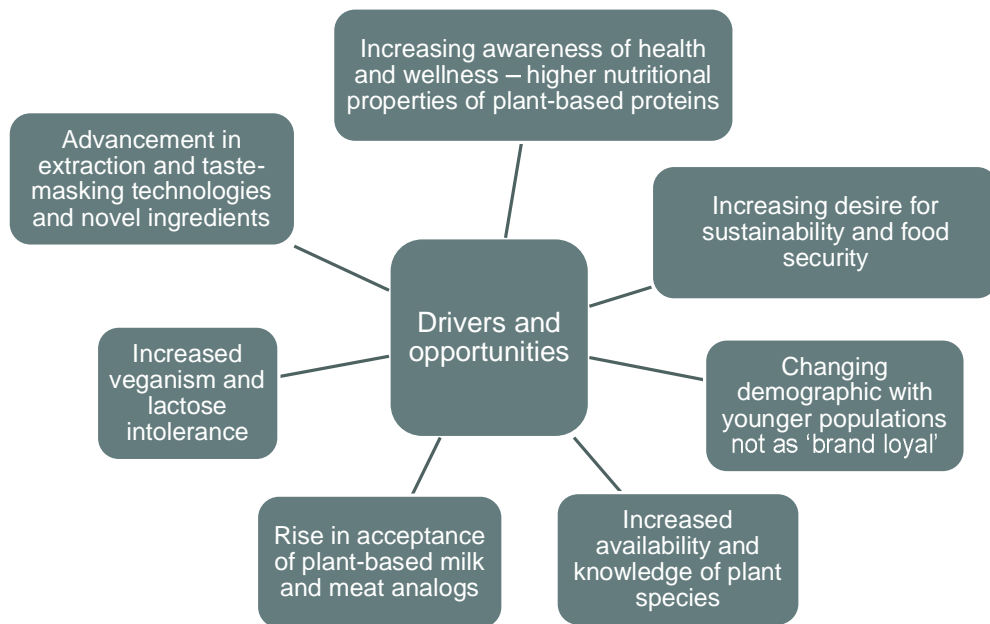 Increasing awareness of health
and wellness – higher nutritional
properties of plant-based proteins
Advancement in
extraction and taste-
masking technologies
and novel ingredients
Increasing desire for
sustainability and food
security
Drivers and
opportunities
Increased
veganism and
lactose
intolerance
Changing
demographic with
younger populations
not as ‘brand loyal’
Rise in acceptance
of plant-based milk
and meat analogs
Increased
availability and
knowledge of plant
species